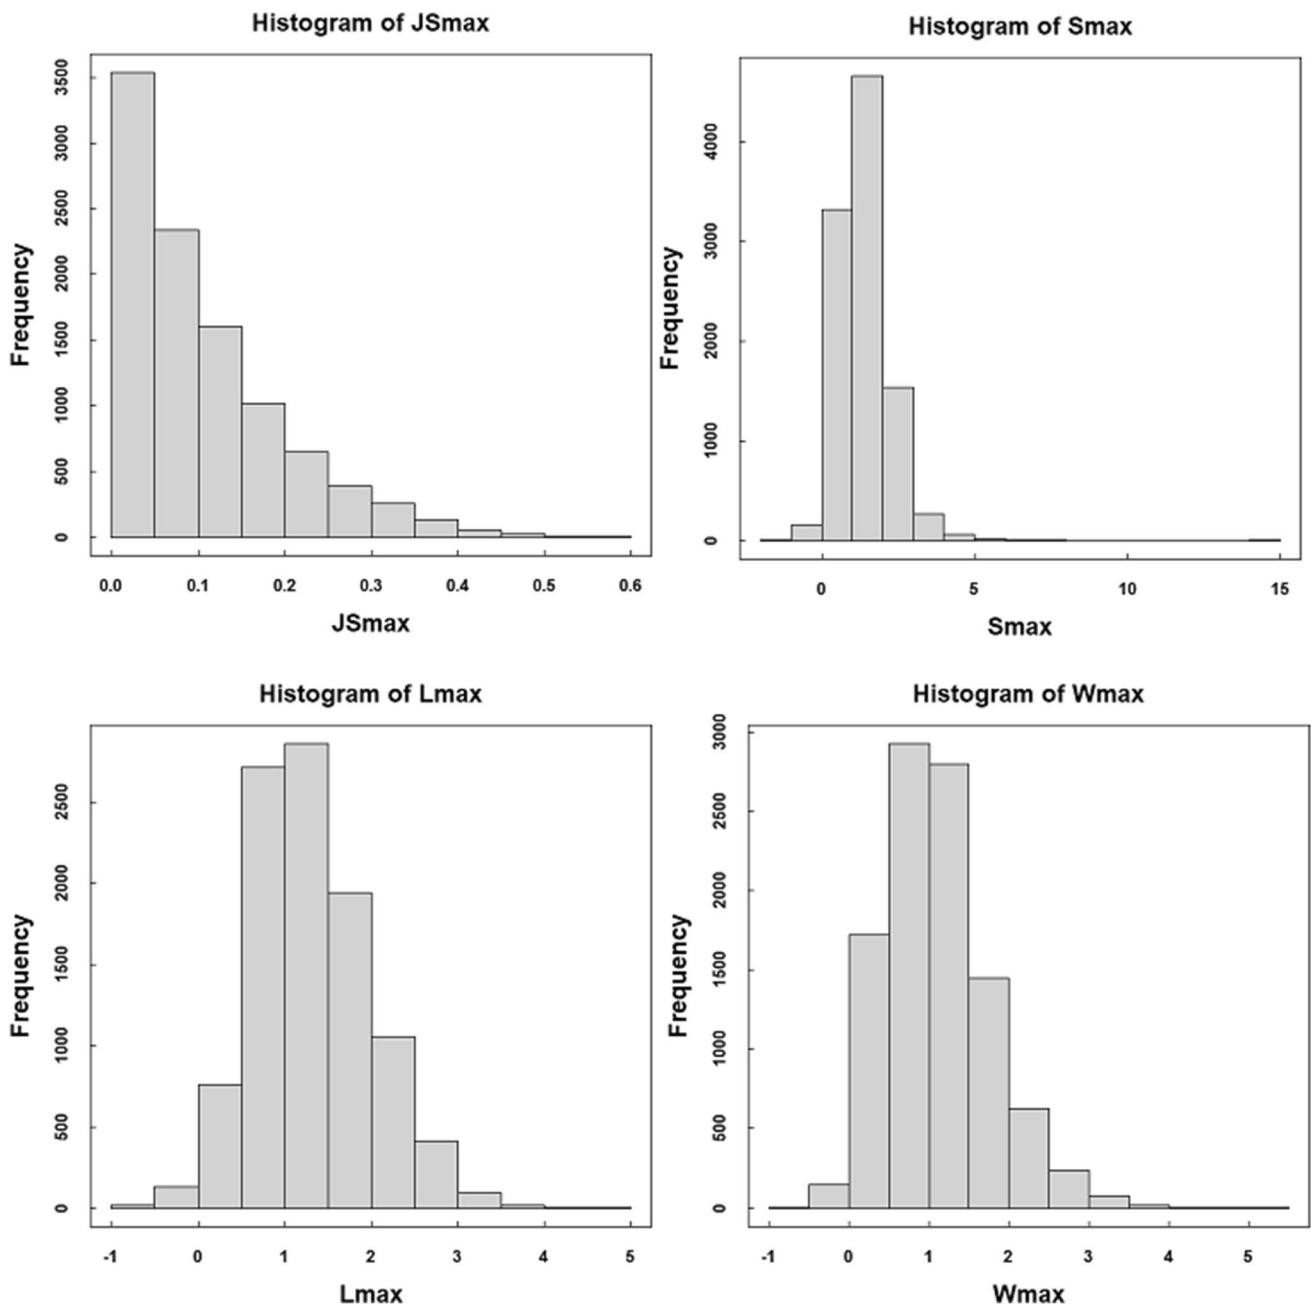 Histogram of JSmax
Frequency
3500
3000
2500
2000
1500
1000
500
0
0.0 0.1 0.2 0.3 0.4 0.5 0.6
JSmax
Histogram of Smax
Frequency
4000
3000
2000
1000
0
0 5 10 15
Smax
Histogram of Lmax
Frequency
2500
2000
1500
1000
500
0
-1 0 1 2 3 4 5
Lmax
Histogram of Wmax
Frequency
3000
2500
2000
1500
1000
500
0
-1 0 1 2 3 4 5
Wmax